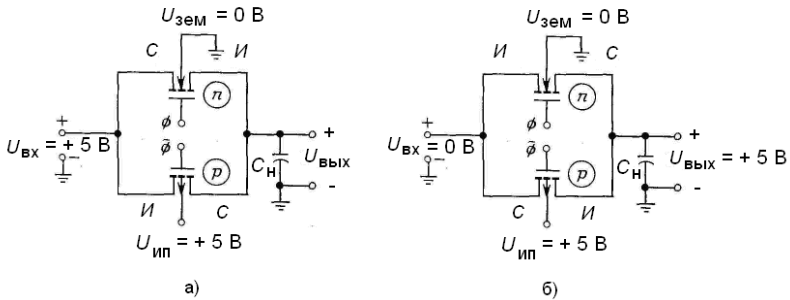 Uзем = 0 В
С И
n
ϕ
+
Uвх = + 5 В
-
ϕ̃
p
Cн
+
Uвых
-
И С
Uип = + 5 В
а)
Uзем = 0 В
И С
n
ϕ
+
Uвх = 0 В
-
ϕ̃
p
Cн
+
Uвых = + 5 В
-
С И
Uип = + 5 В
б)